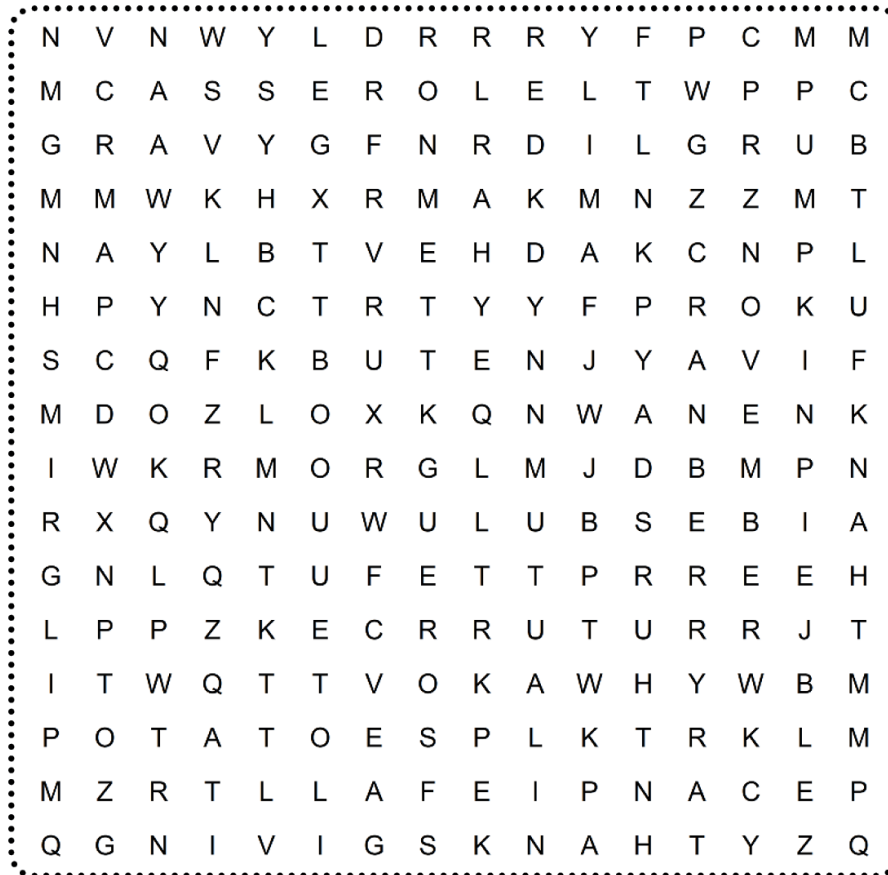 N V N W Y L D R R R Y F P C M M
M C A S S E R O L E L T W P P C
G R A V Y G F N R D I L G R U B
M M W K H X R M A K M N Z Z M T
N A Y L B T V E H D A K C N P L
H P Y N C T R T Y Y F P R O K U
S C Q F K B U T E N J Y A V I F
M D O Z L O X K Q N W A N E N K
I W K R M O R G L M J D B M P N
R X Q Y N U W U L U B S E B I A
G N L Q T U F E T T P R R E E H
L P P Z K E C R R U T U R R J T
I T W Q T T V O K A W H Y W B M
P O T A T O E S P L K T R K L M
M Z R T L L A F E I P N A C E P
Q G N I V I G S K N A H T Y Z Q